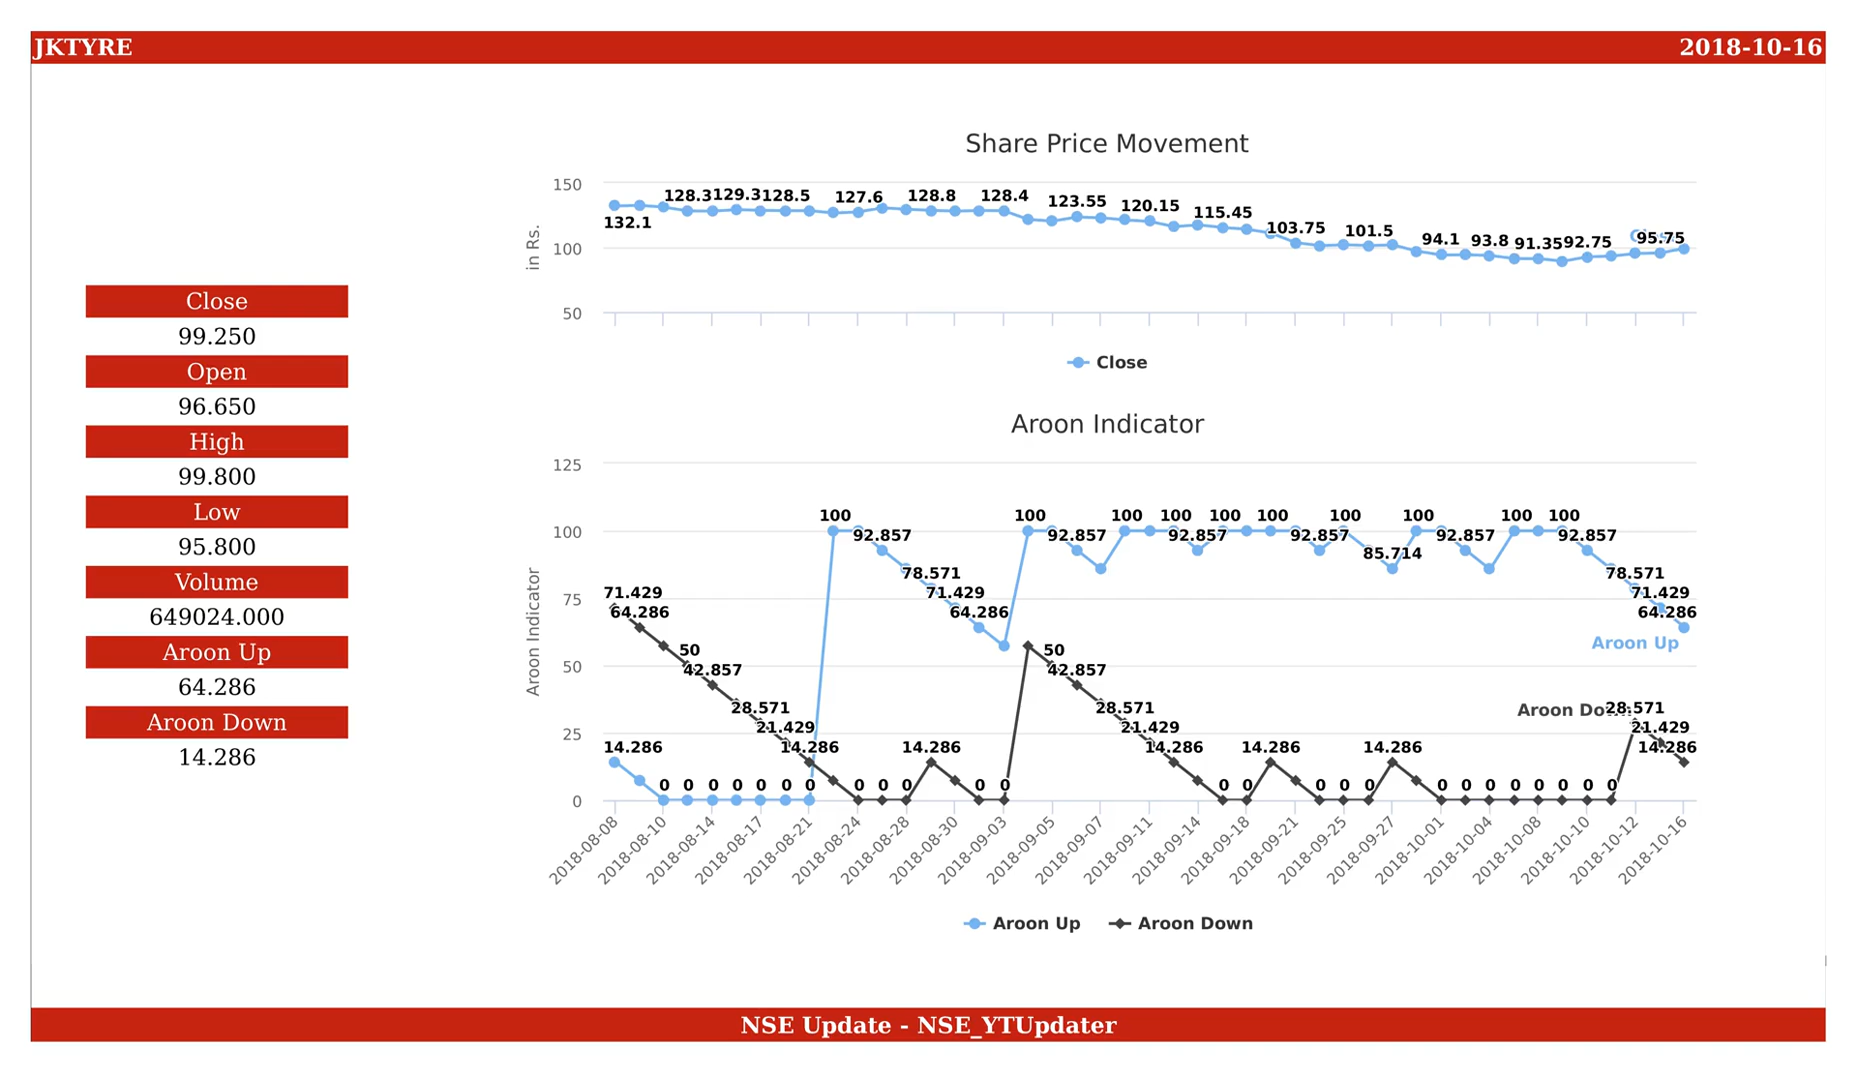 JKTYRE 2018-10-16
Close
99.250
Open
96.650
High
99.800
Low
95.800
Volume
649024.000
Aroon Up
64.286
Aroon Down
14.286
Share Price Movement
in Rs.
150
100
50
132.1 128.3 129.3 128.5 127.6 128.8 128.4 123.55 120.15 115.45 103.75 101.5 94.1 93.8 91.35 92.75 95.75
Close
Aroon Indicator
Aroon Indicator
125
100
75
50
25
0
100 100 100 100 100 100 100 100 100 100 100
92.857 92.857 92.857 92.857 92.857 92.857
85.714
78.571 78.571
71.429 71.429 71.429
64.286 64.286 64.286
Aroon Up
50 50
42.857 42.857
28.571 28.571 Aroon Down 28.571
21.429 21.429 21.429
14.286 14.286 14.286 14.286 14.286 14.286 14.286
0 0 0 0 0 0 0 0 0 0 0 0 0 0 0 0 0 0 0 0 0 0 0 0 0
2018-08-08 2018-08-10 2018-08-14 2018-08-17 2018-08-21 2018-08-24 2018-08-28 2018-08-30 2018-09-03 2018-09-05 2018-09-07 2018-09-11 2018-09-14 2018-09-18 2018-09-21 2018-09-25 2018-09-27 2018-10-01 2018-10-04 2018-10-08 2018-10-10 2018-10-12 2018-10-16
Aroon Up Aroon Down
NSE Update - NSE_YTUpdater